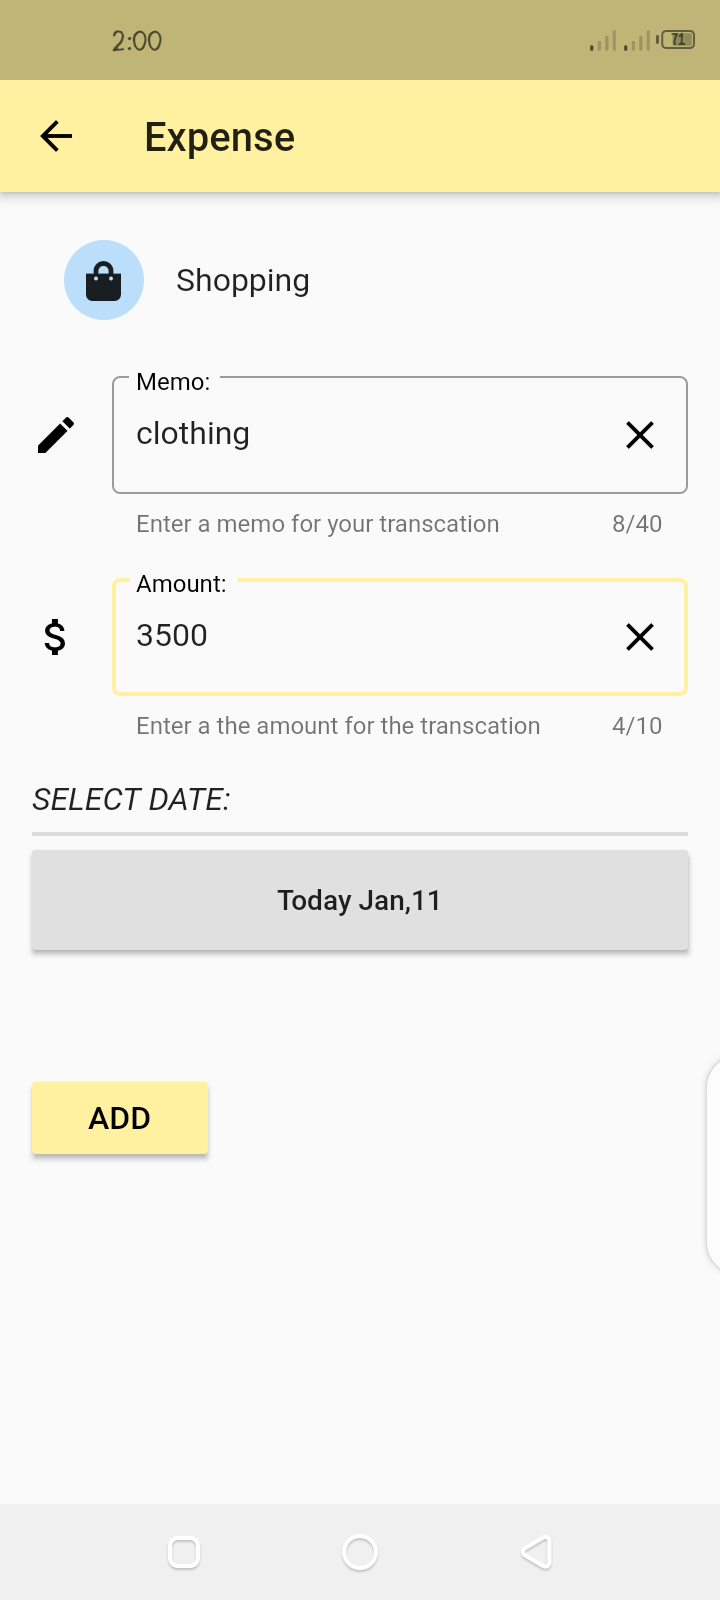 2:00
71
Expense
Shopping
Memo:
clothing
Enter a memo for your transcation 8/40
Amount:
$
3500
Enter a the amount for the transcation 4/10
SELECT DATE:
Today Jan,11
ADD